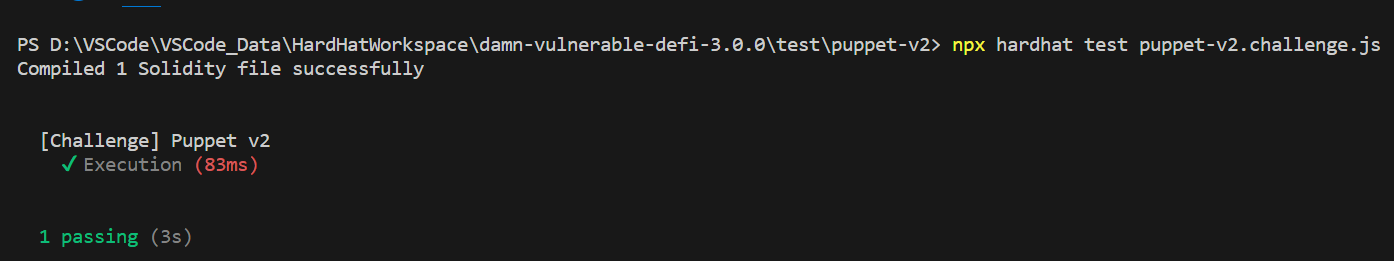 PS D:\VSCode\VSCode_Data\HardHatWorkspace\damn-vulnerable-defi-3.0.0\test\puppet-v2> npx hardhat test puppet-v2.challenge.js
Compiled 1 Solidity file successfully
[Challenge] Puppet v2
✓ Execution (83ms)
1 passing (3s)